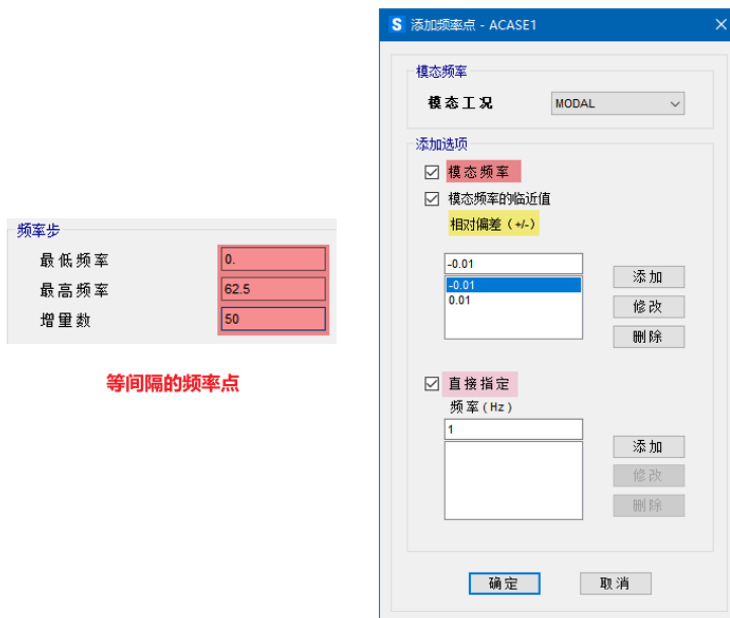 频率步
最低频率
0.
最高频率
62.5
增量数
50
等间隔的频率点
S 添加频率点 - ACASE1
模态频率
模态工况
MODAL
添加选项
模态频率
模态频率的临近值
相对偏差（+/-）
-0.01
-0.01
0.01
添加
修改
删除
直接指定
频率(Hz)
1
添加
修改
删除
确定
取消